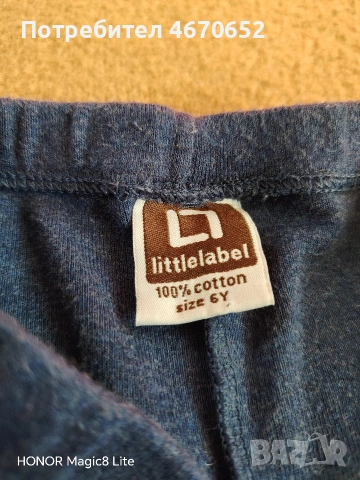 Потребител 4670652
littlelabel
100% cotton
size 6Y
HONOR Magic8 Lite
BAZAR